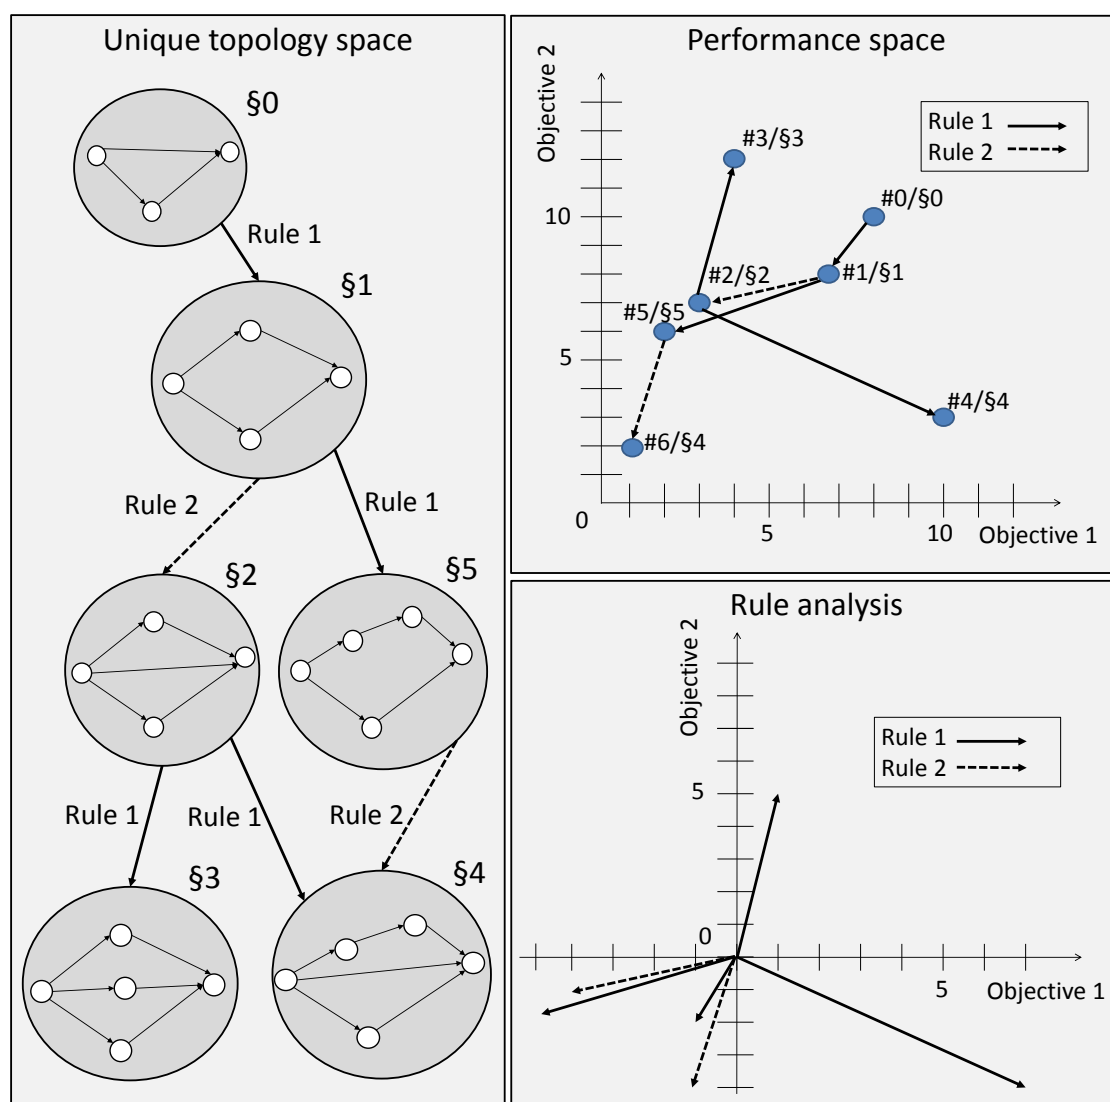 Unique topology space
§0
Rule 1
§1
Rule 2
Rule 1
§2
§5
Rule 1
Rule 1
Rule 2
§3
§4
Performance space
Objective 2
Rule 1
Rule 2
#3/§3
#0/§0
10
#2/§2
#1/§1
#5/§5
5
#4/§4
#6/§4
0
5
10
Objective 1
Rule analysis
Objective 2
Rule 1
Rule 2
5
0
5
Objective 1